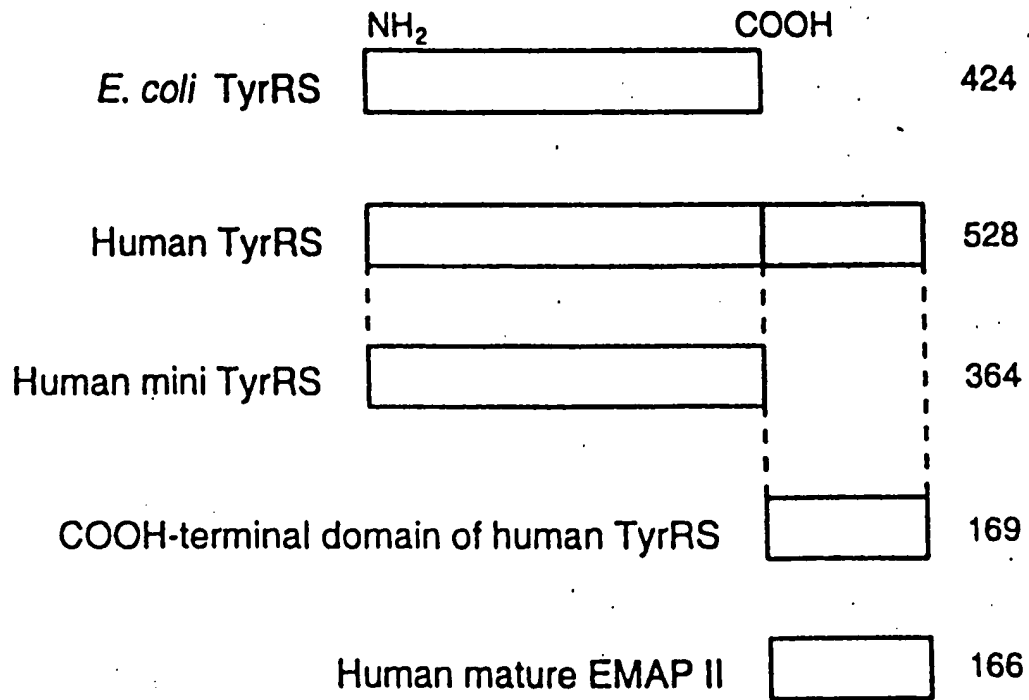 NH₂ COOH
E. coli TyrRS 424
Human TyrRS 528
Human mini TyrRS 364
COOH-terminal domain of human TyrRS 169
Human mature EMAP II 166